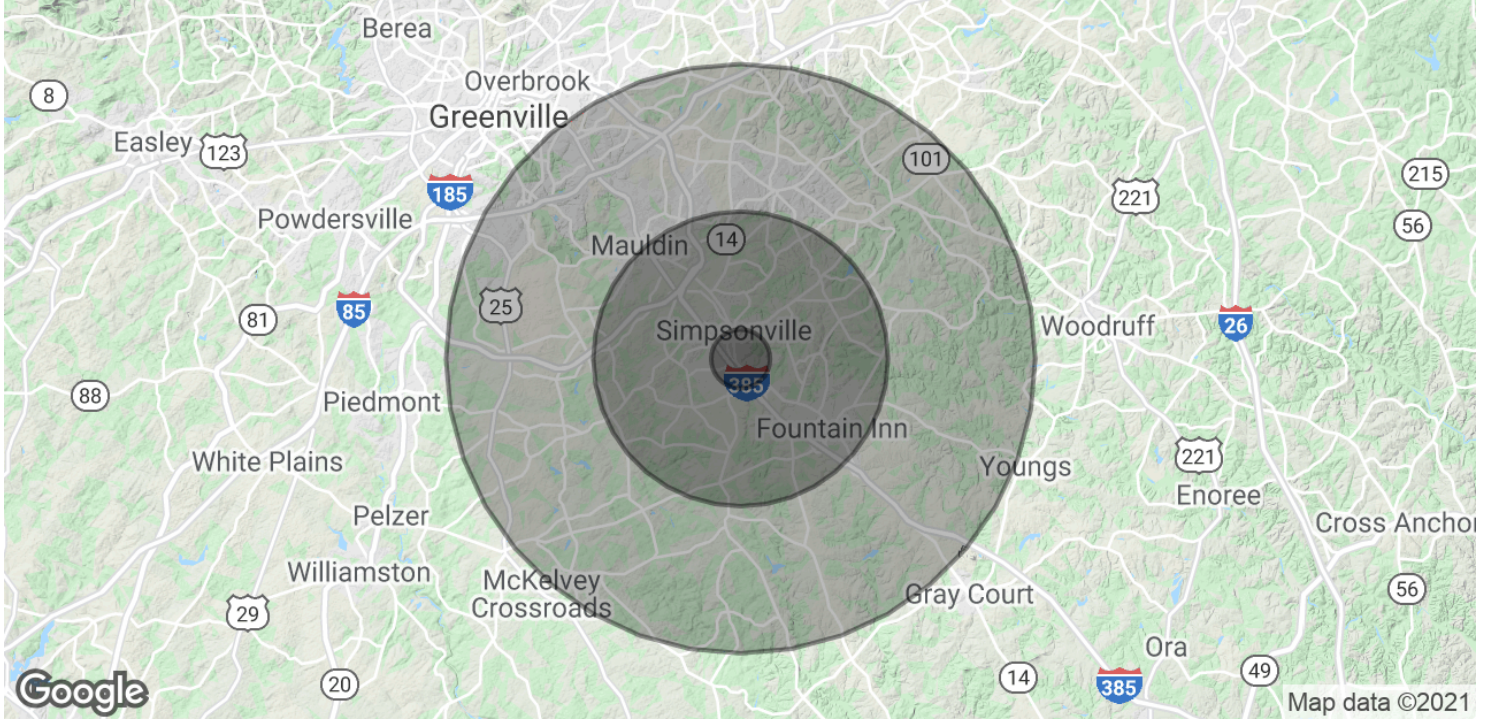 Berea
Overbrook
8
Greenville
Easley
123
101
215
185
221
Powdersville
56
Mauldin
14
25
85
81
Simpsonville
Woodruff
26
385
88
Piedmont
Fountain Inn
White Plains
Youngs
221
Enoree
Pelzer
Cross Anchor
Williamston
McKelvey
Crossroads
Gray Court
56
29
Ora
Google
20
14
385
49
Map data ©2021